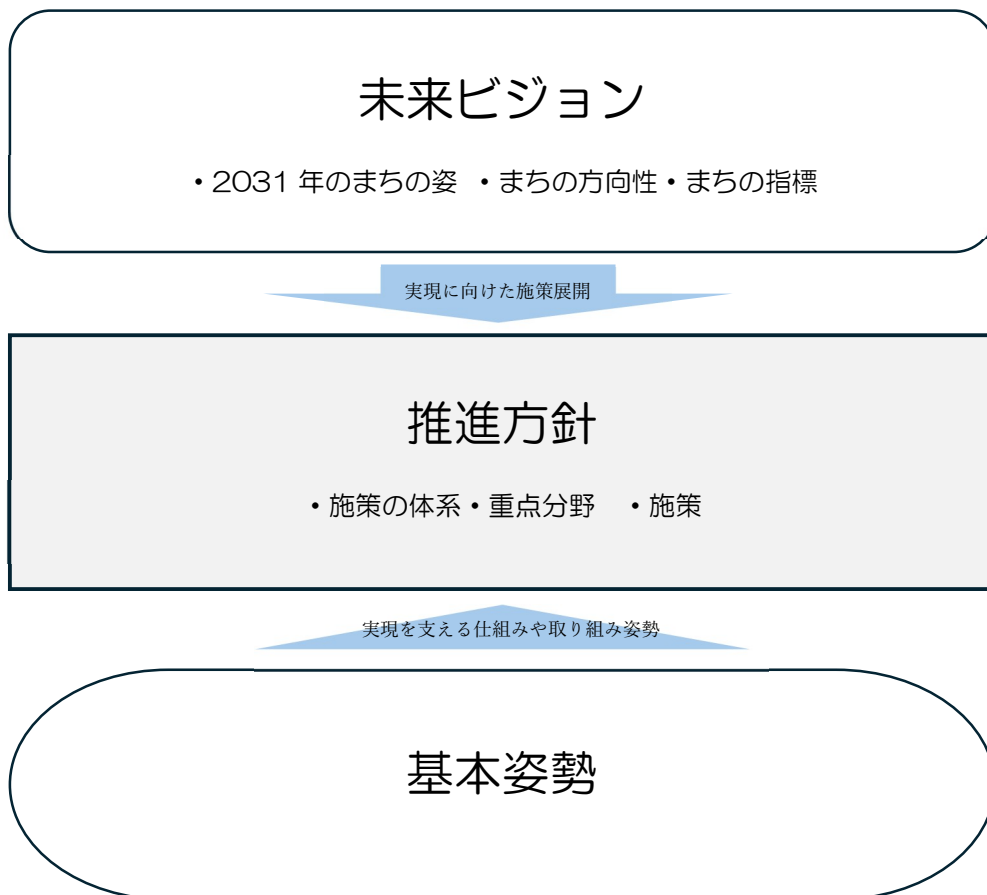 未来ビジョン
・2031 年のまちの姿 ・まちの方向性・まちの指標
実現に向けた施策展開
推進方針
・施策の体系・重点分野 ・施策
実現を支える仕組みや取り組み姿勢
基本姿勢